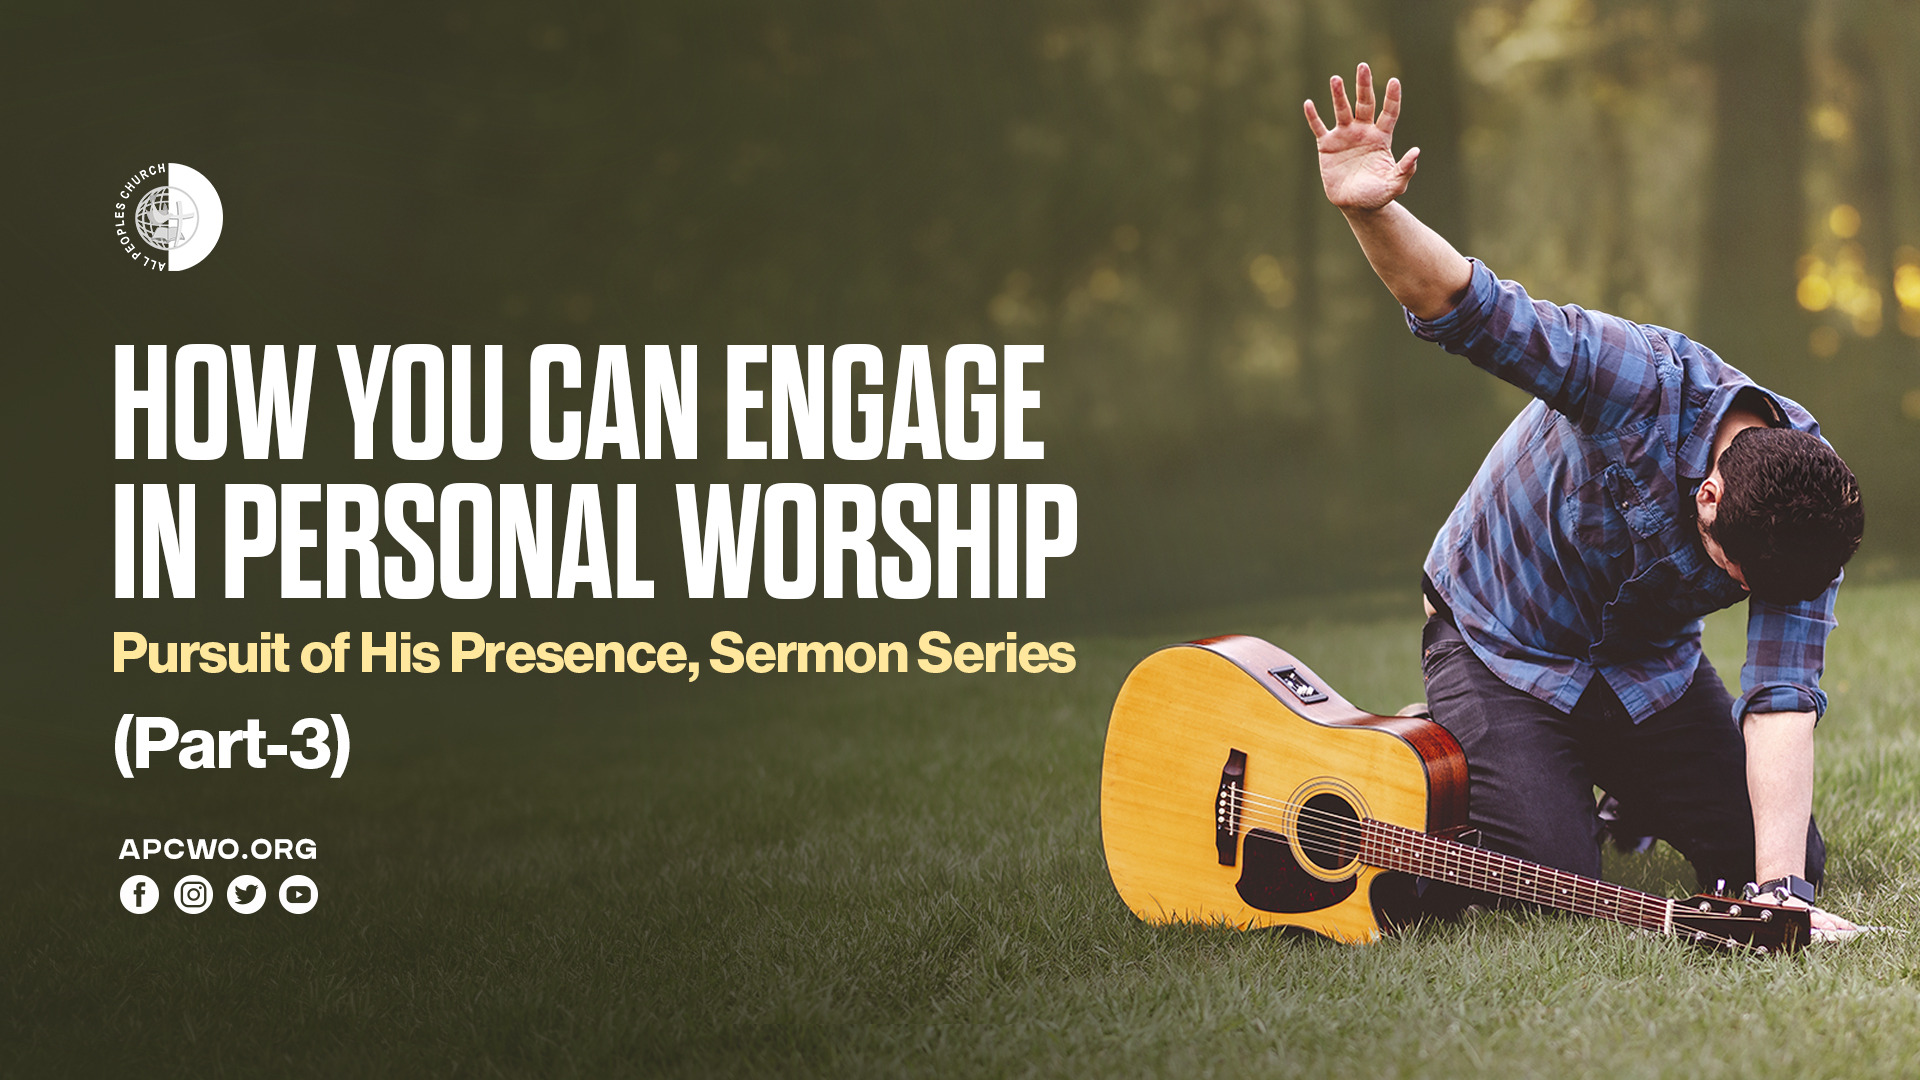 ALL PEOPLES CHURCH
HOW YOU CAN ENGAGE
IN PERSONAL WORSHIP
Pursuit of His Presence, Sermon Series
(Part-3)
APCWO.ORG